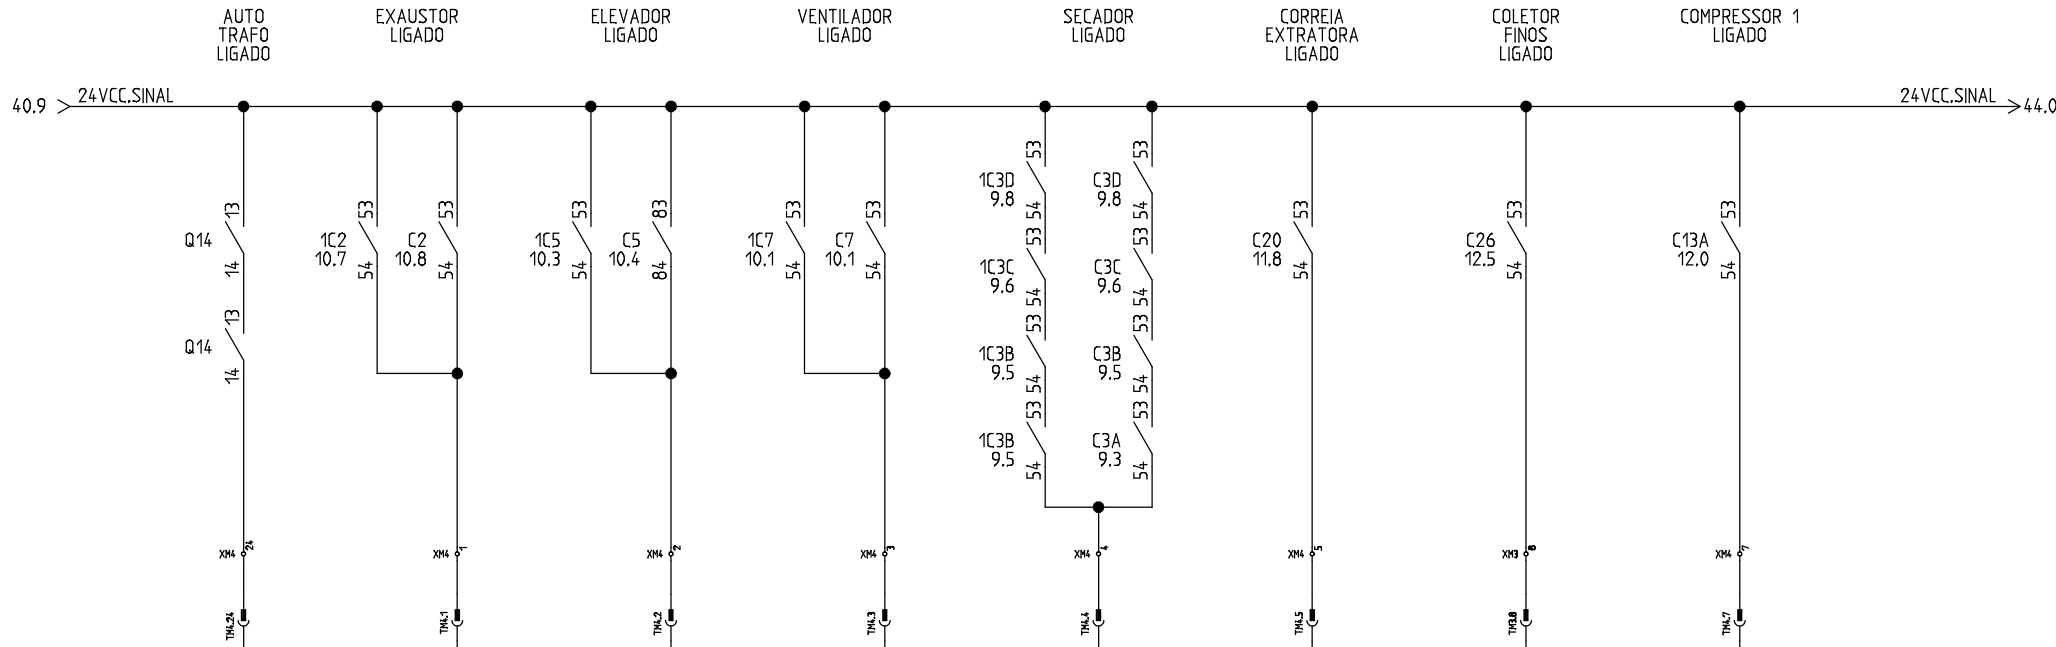 AUTO
TRAFO
LIGADO
EXAUSTOR
LIGADO
ELEVADOR
LIGADO
VENTILADOR
LIGADO
SECADOR
LIGADO
CORREIA
EXTRATORA
LIGADO
COLETOR
FINOS
LIGADO
COMPRESSOR 1
LIGADO
40.9
24VCC.SINAL
24VCC.SINAL
44.0
13
Q14
14
13
Q14
14
XM4
24
TM4.24
53
1C2
10.7
54
53
C2
10.8
54
XM4
1
TM4.1
53
1C5
10.3
54
83
C5
10.4
84
XM4
2
TM4.2
53
1C7
10.1
54
53
C7
10.1
54
XM4
3
TM4.3
53
1C3D
9.8
54
53
1C3C
9.6
54
53
1C3B
9.5
54
53
1C3B
9.5
54
53
C3D
9.8
54
53
C3C
9.6
54
53
C3B
9.5
54
53
C3A
9.3
54
XM4
4
TM4.4
53
C20
11.8
54
XM4
5
TM4.5
53
C26
12.5
54
XM3
8
TM3.8
53
C13A
12.0
54
XM4
7
TM4.7